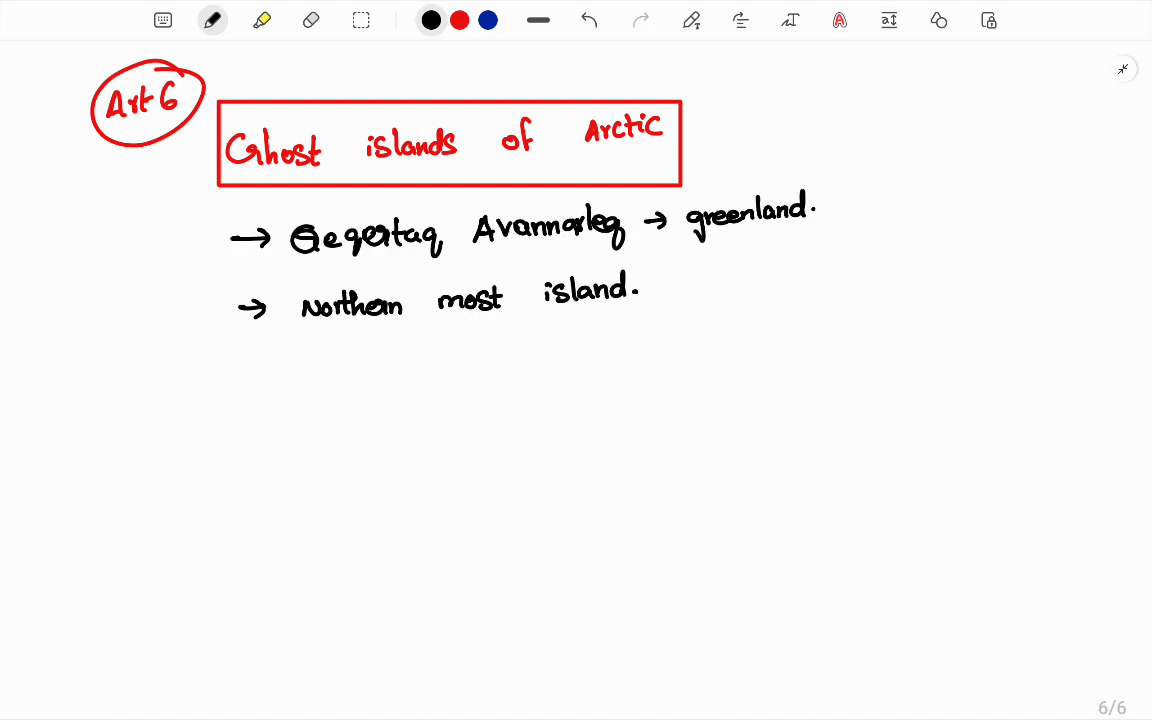 Art 6
Ghost islands of Arctic
→ Qeqertaq Avannarleq → greenland.
→ Northern most island.
6/6